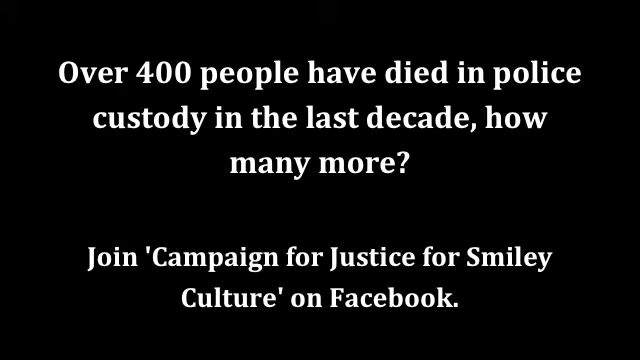 Over 400 people have died in police
custody in the last decade, how
many more?
Join 'Campaign for Justice for Smiley
Culture' on Facebook.